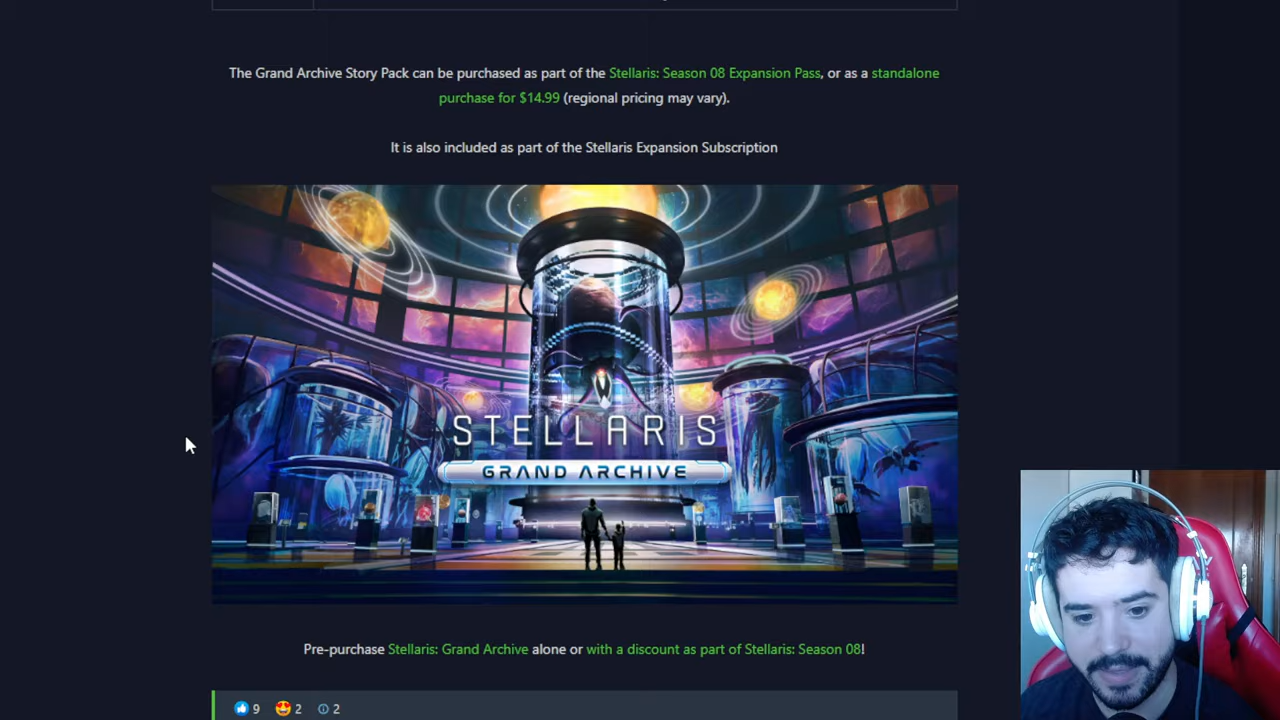 The Grand Archive Story Pack can be purchased as part of the Stellaris: Season 08 Expansion Pass, or as a standalone
purchase for $14.99 (regional pricing may vary).
It is also included as part of the Stellaris Expansion Subscription
STELLARIS
GRAND ARCHIVE
Pre-purchase Stellaris: Grand Archive alone or with a discount as part of Stellaris: Season 08!
9 2 2